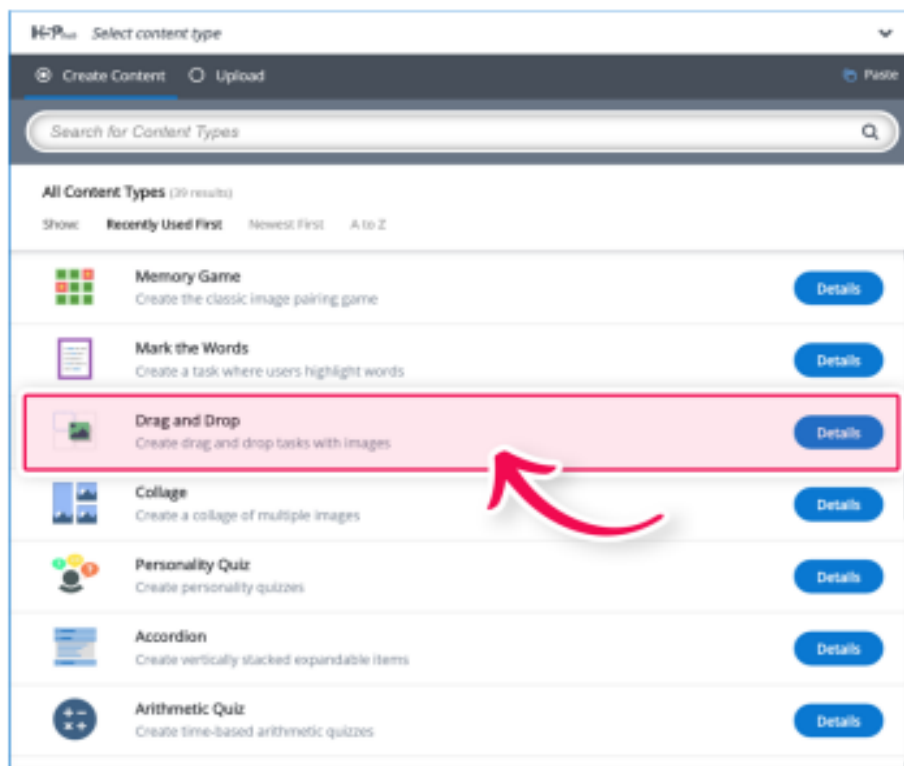 H5P Select content type
Create Content Upload Paste
Search for Content Types
All Content Types (39 results)
Show: Recently Used First Newest First A to Z
Memory Game
Create the classic image pairing game
Details
Mark the Words
Create a task where users highlight words
Details
Drag and Drop
Create drag and drop tasks with images
Details
Collage
Create a collage of multiple images
Details
Personality Quiz
Create personality quizzes
Details
Accordion
Create vertically stacked expandable items
Details
Arithmetic Quiz
Create time-based arithmetic quizzes
Details